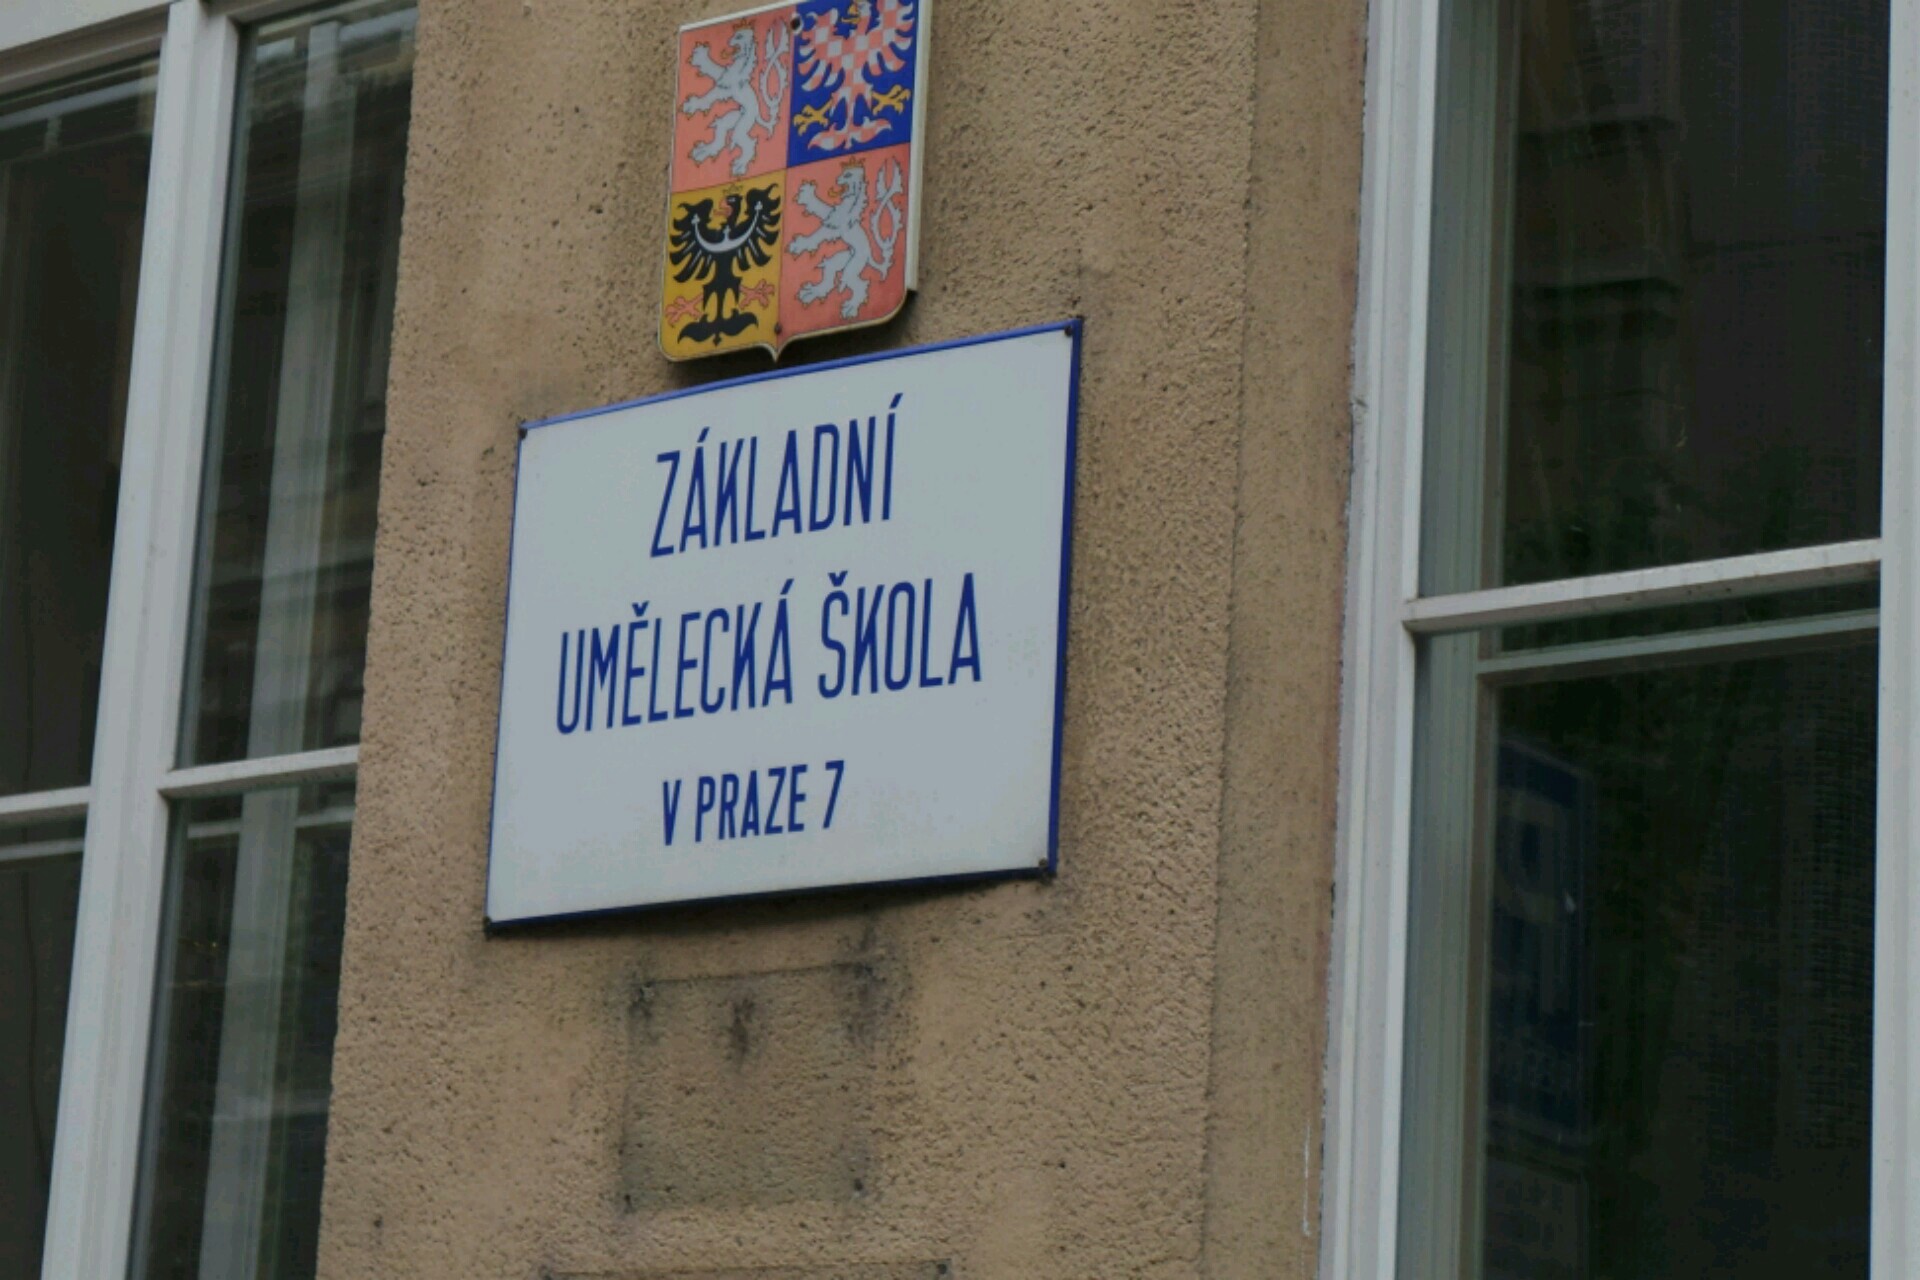 ZÁKLADNÍ
UMĚLECKÁ ŠKOLA
V PRAZE 7